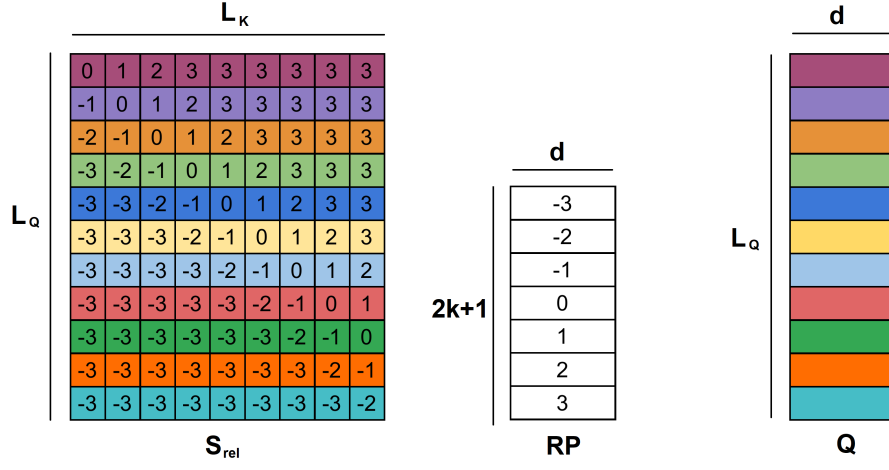 L K
d
0 1 2 3 3 3 3 3 3
-1 0 1 2 3 3 3 3 3
-2 -1 0 1 2 3 3 3 3
-3 -2 -1 0 1 2 3 3 3
-3 -3 -2 -1 0 1 2 3 3
-3 -3 -3 -2 -1 0 1 2 3
-3 -3 -3 -3 -2 -1 0 1 2
-3 -3 -3 -3 -3 -2 -1 0 1
-3 -3 -3 -3 -3 -3 -2 -1 0
-3 -3 -3 -3 -3 -3 -3 -2 -1
-3 -3 -3 -3 -3 -3 -3 -3 -2
L Q
S rel
d
2k+1
-3
-2
-1
0
1
2
3
RP
L Q
Q